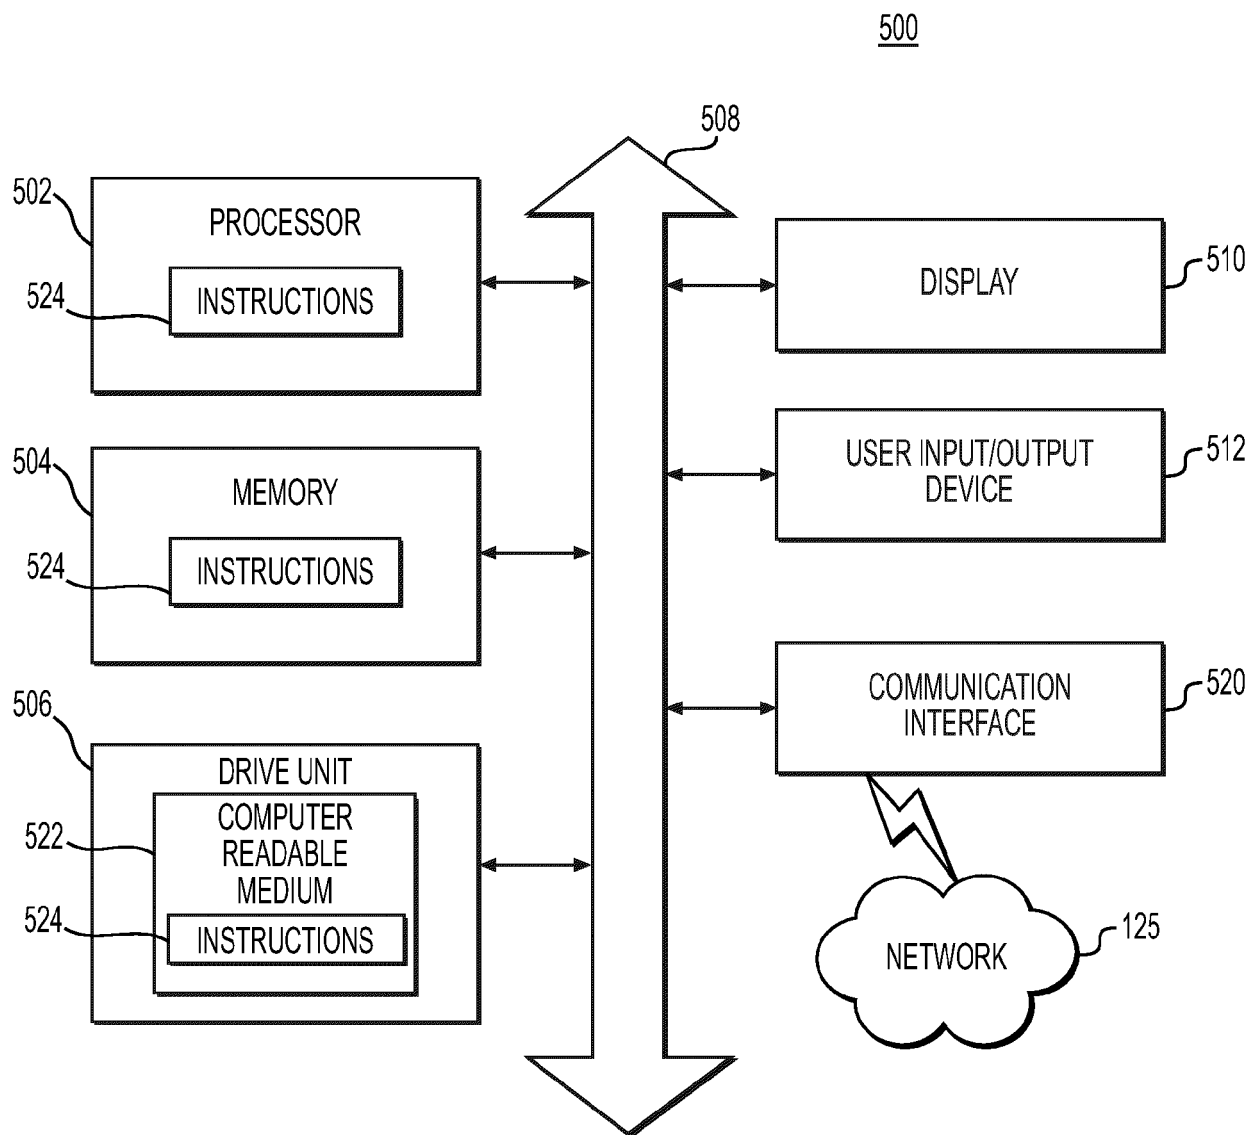 500
508
502
PROCESSOR
524
INSTRUCTIONS
504
MEMORY
524
INSTRUCTIONS
506
DRIVE UNIT
522
COMPUTER
READABLE
MEDIUM
524
INSTRUCTIONS
DISPLAY
510
USER INPUT/OUTPUT
DEVICE
512
COMMUNICATION
INTERFACE
520
NETWORK
125